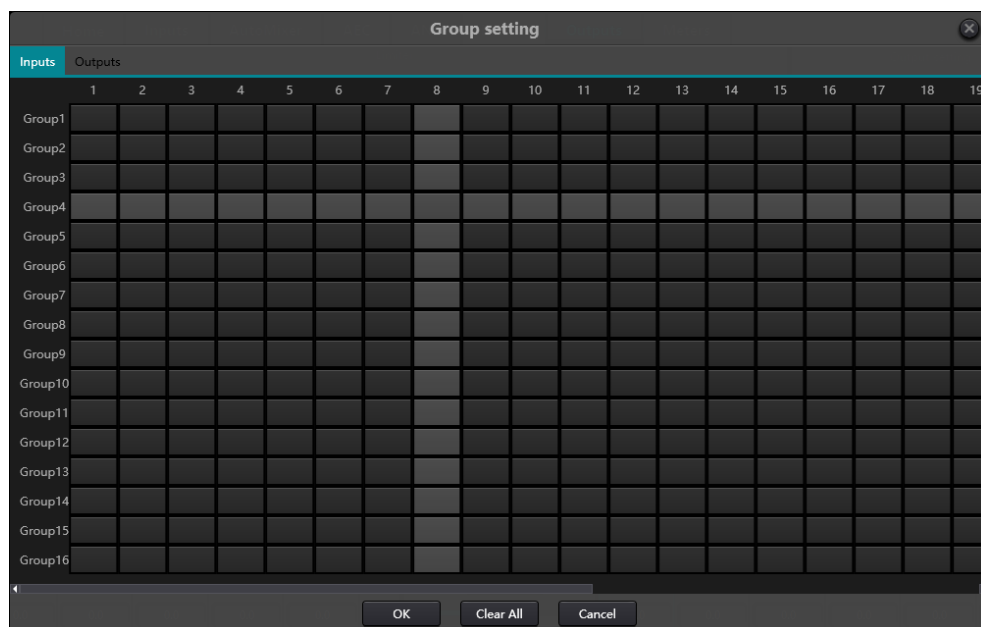 Group setting
Inputs Outputs
1 2 3 4 5 6 7 8 9 10 11 12 13 14 15 16 17 18 19
Group1
Group2
Group3
Group4
Group5
Group6
Group7
Group8
Group9
Group10
Group11
Group12
Group13
Group14
Group15
Group16
OK Clear All Cancel